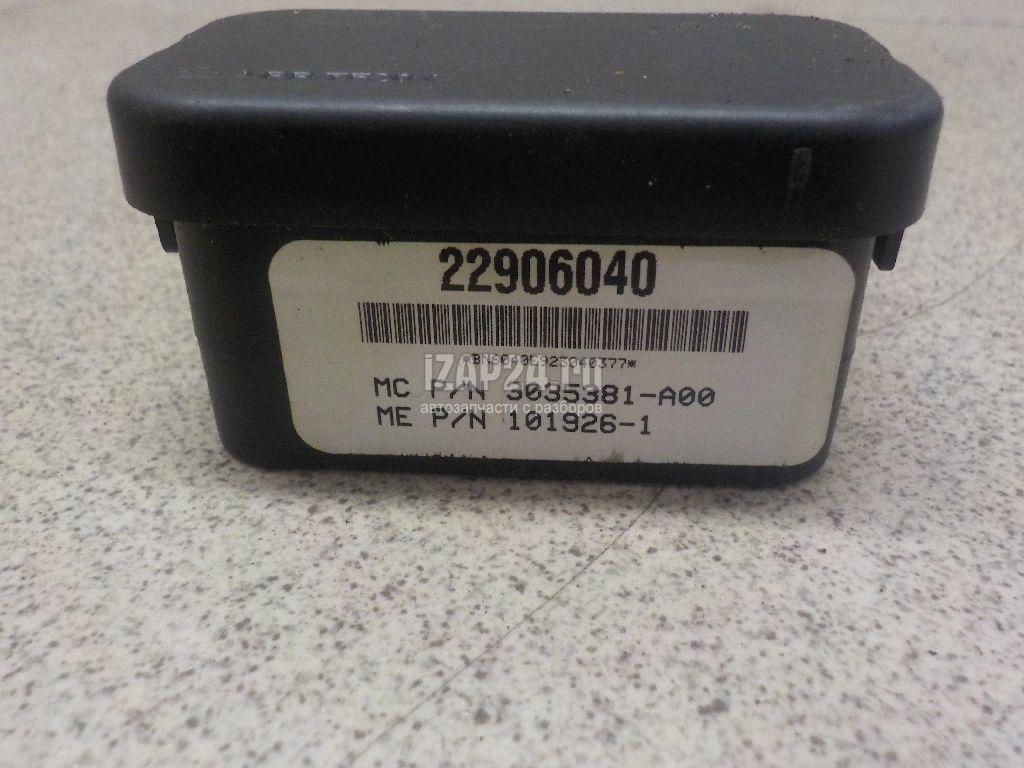 22906040
iZAP24.ru
MC P/N 3035381-A00
автозапчасти с разборов
ME P/N 101926-1